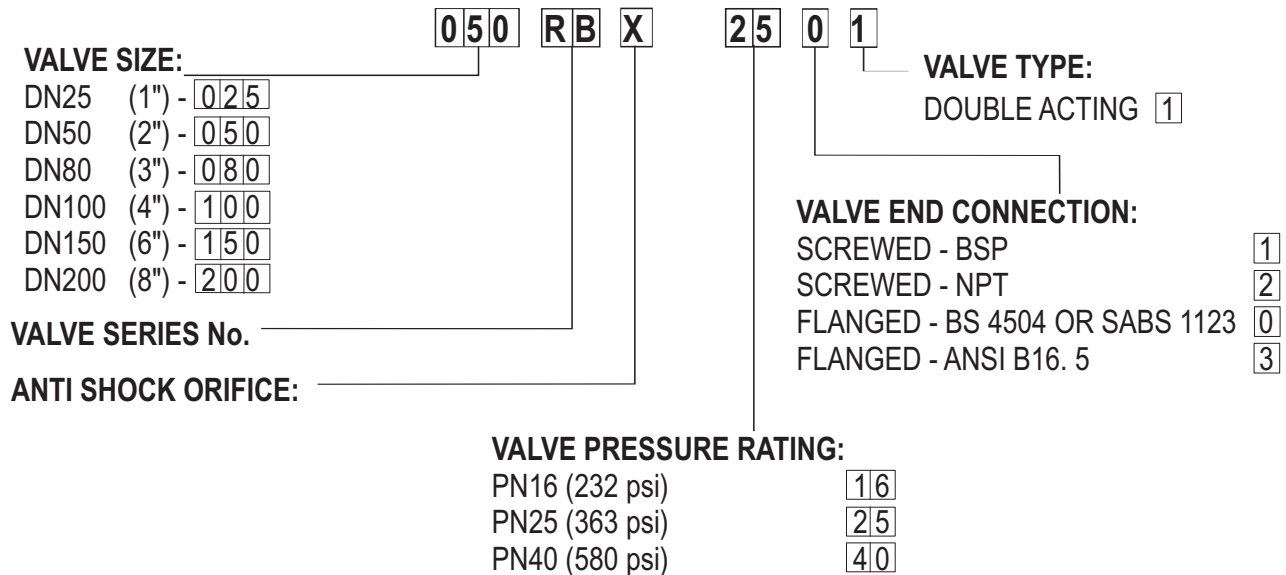 050 RB X 25 0 1
VALVE SIZE:
DN25 (1") - 025
DN50 (2") - 050
DN80 (3") - 080
DN100 (4") - 100
DN150 (6") - 150
DN200 (8") - 200
VALVE SERIES No.
ANTI SHOCK ORIFICE:
VALVE TYPE:
DOUBLE ACTING 1
VALVE END CONNECTION:
SCREWED - BSP 1
SCREWED - NPT 2
FLANGED - BS 4504 OR SABS 1123 0
FLANGED - ANSI B16. 5 3
VALVE PRESSURE RATING:
PN16 (232 psi) 16
PN25 (363 psi) 25
PN40 (580 psi) 40